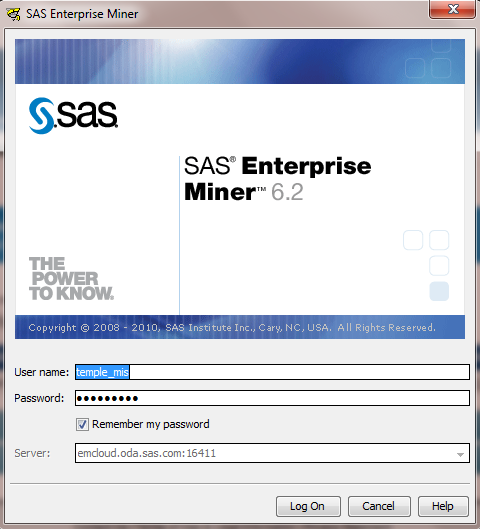 SAS Enterprise Miner
sas
SAS® Enterprise
Miner™ 6.2
THE
POWER
TO KNOW.
Copyright © 2008 - 2010, SAS Institute Inc., Cary, NC, USA. All Rights Reserved.
User name: temple_mis
Password: •••••••••
Remember my password
Server: emcloud.oda.sas.com:16411
Log On Cancel Help